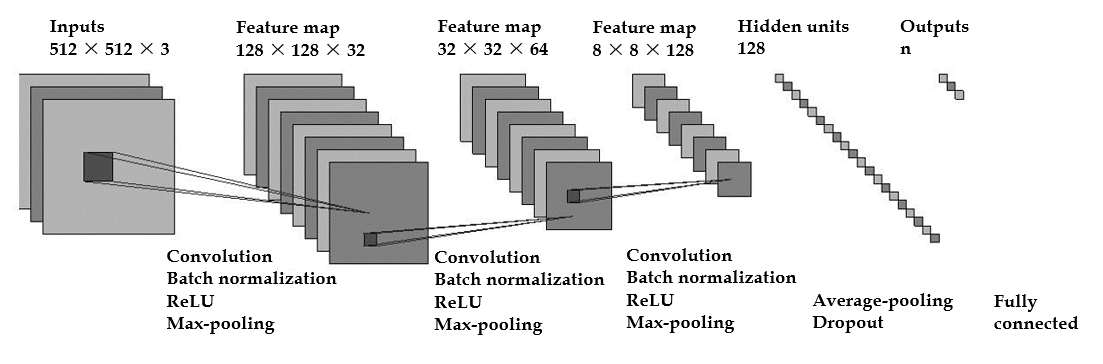 Inputs
512 × 512 × 3
Feature map
128 × 128 × 32
Feature map
32 × 32 × 64
Feature map
8 × 8 × 128
Hidden units
128
Outputs
n
Convolution
Batch normalization
ReLU
Max-pooling
Convolution
Batch normalization
ReLU
Max-pooling
Convolution
Batch normalization
ReLU
Max-pooling
Average-pooling
Dropout
Fully
connected